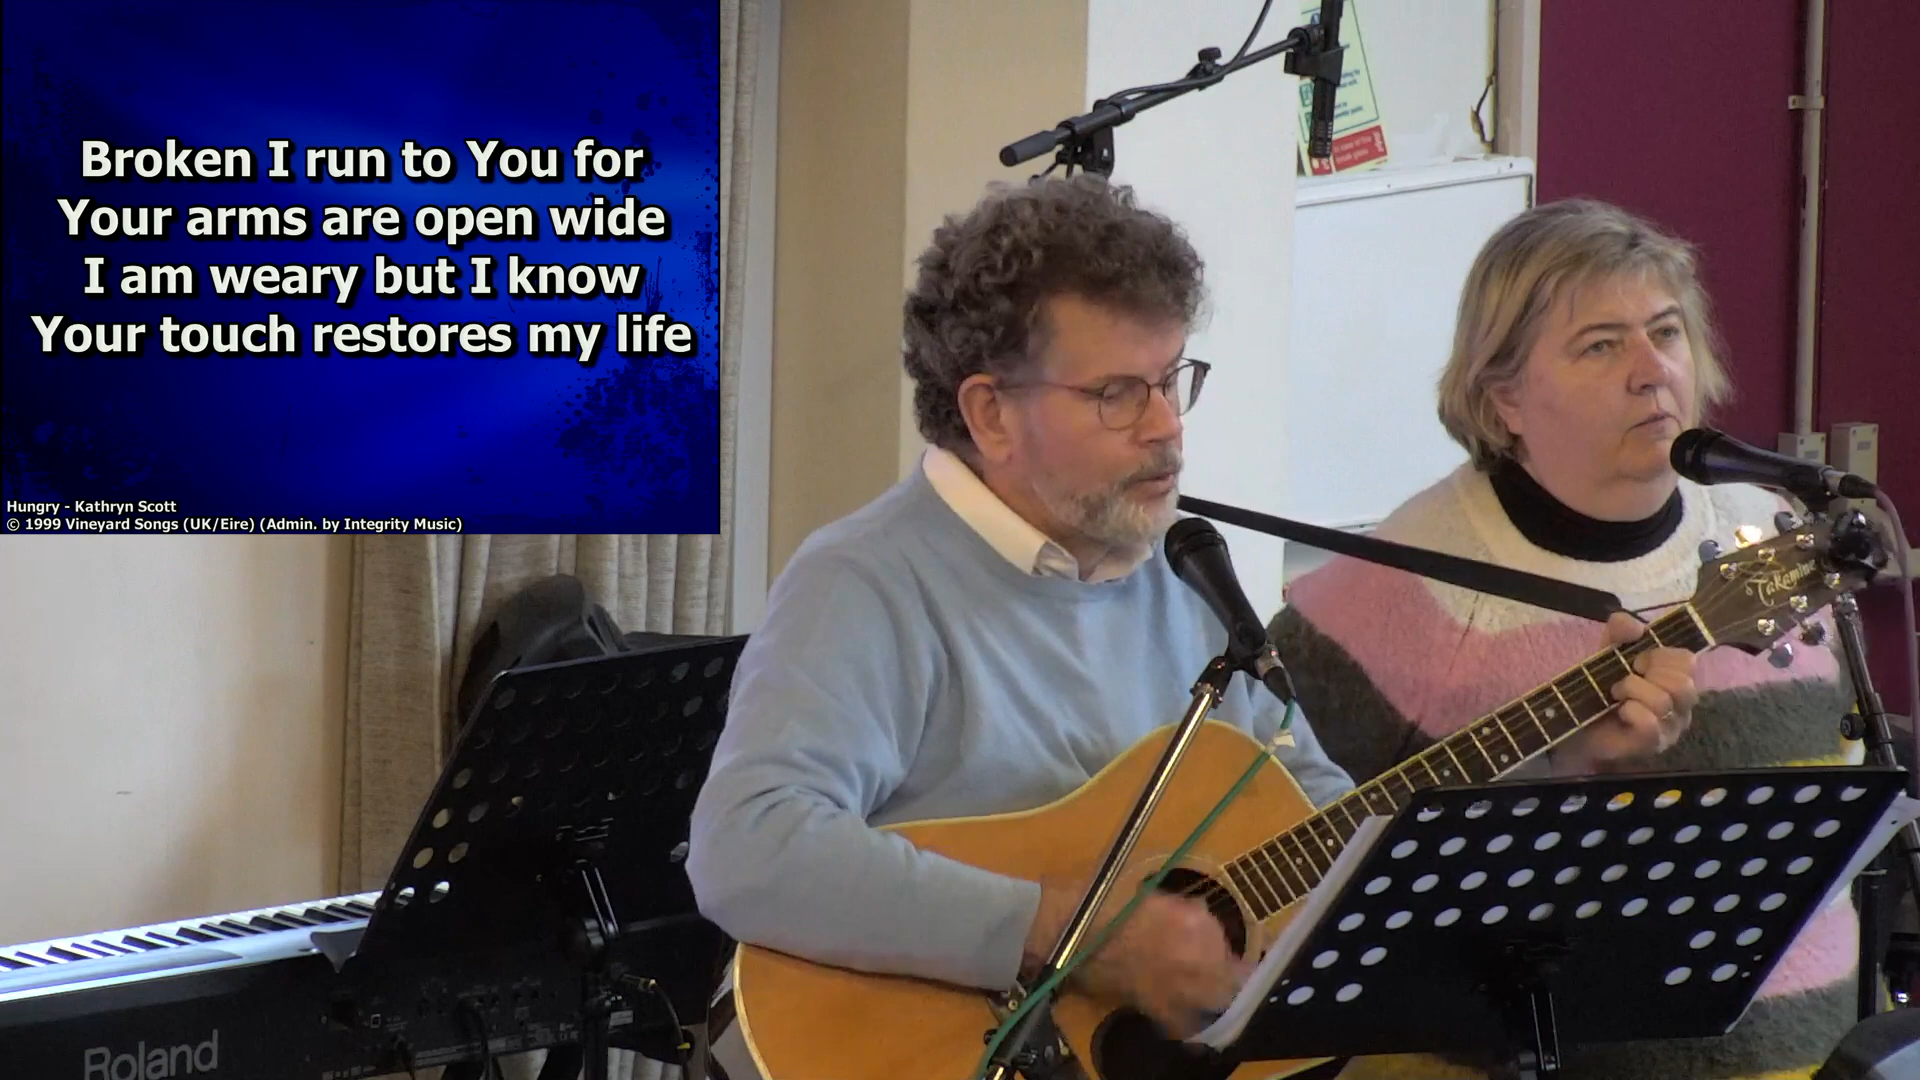 Broken I run to You for
Your arms are open wide
I am weary but I know
Your touch restores my life
Hungry - Kathryn Scott
© 1999 Vineyard Songs (UK/Eire) (Admin. by Integrity Music)
Takamine
Roland